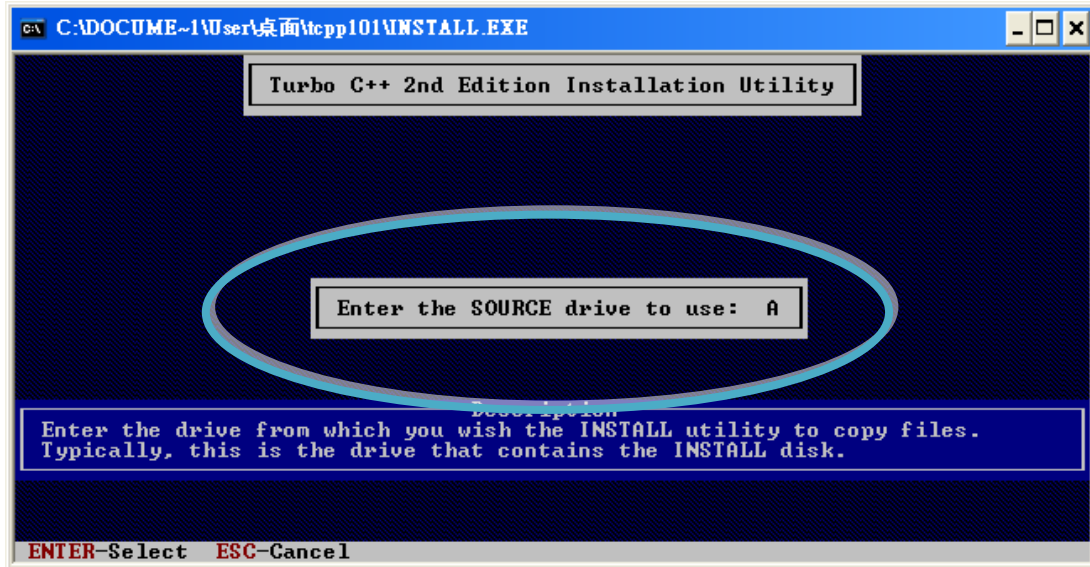 C:\DOCUME~1\User\桌面\tcpp101\INSTALL.EXE
Turbo C++ 2nd Edition Installation Utility
Enter the SOURCE drive to use: A
Description
Enter the drive from which you wish the INSTALL utility to copy files.
Typically, this is the drive that contains the INSTALL disk.
ENTER-Select ESC-Cancel